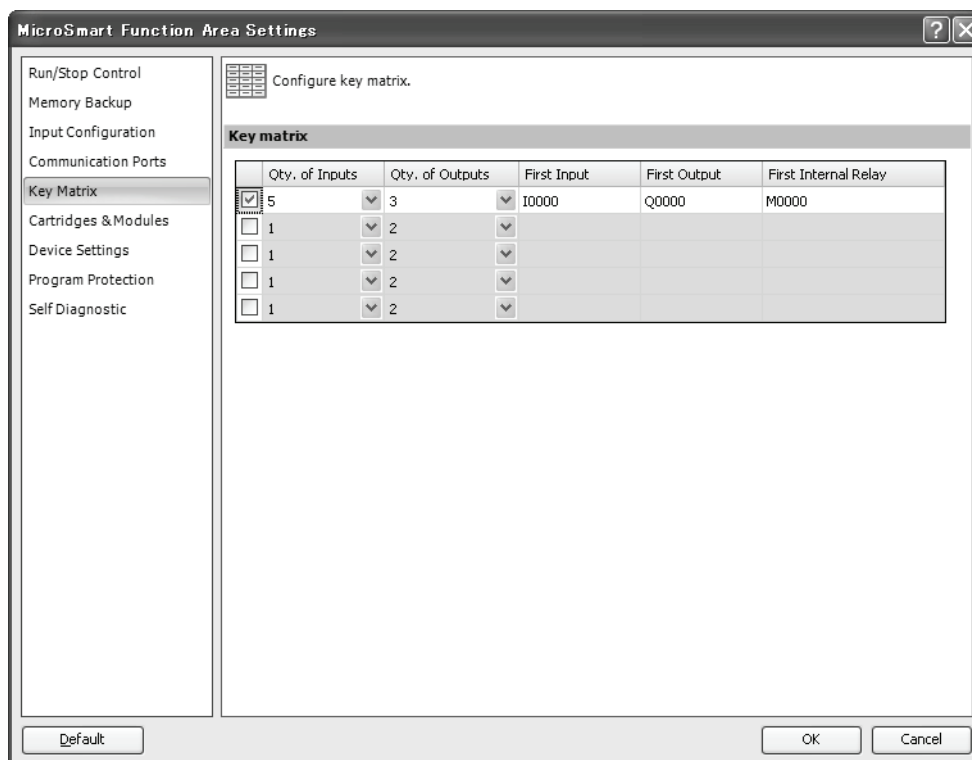 MicroSmart Function Area Settings
Run/Stop Control
Memory Backup
Input Configuration
Communication Ports
Key Matrix
Cartridges & Modules
Device Settings
Program Protection
Self Diagnostic
Configure key matrix.
Key matrix
Qty. of Inputs Qty. of Outputs First Input First Output First Internal Relay
5 3 I0000 Q0000 M0000
1 2
1 2
1 2
1 2
Default OK Cancel